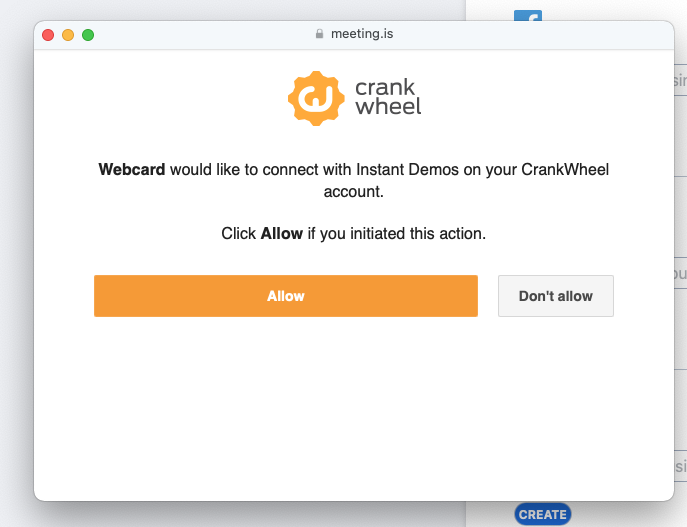 meeting.is
crank
wheel
Webcard would like to connect with Instant Demos on your CrankWheel
account.
Click Allow if you initiated this action.
Allow
Don't allow
CREATE